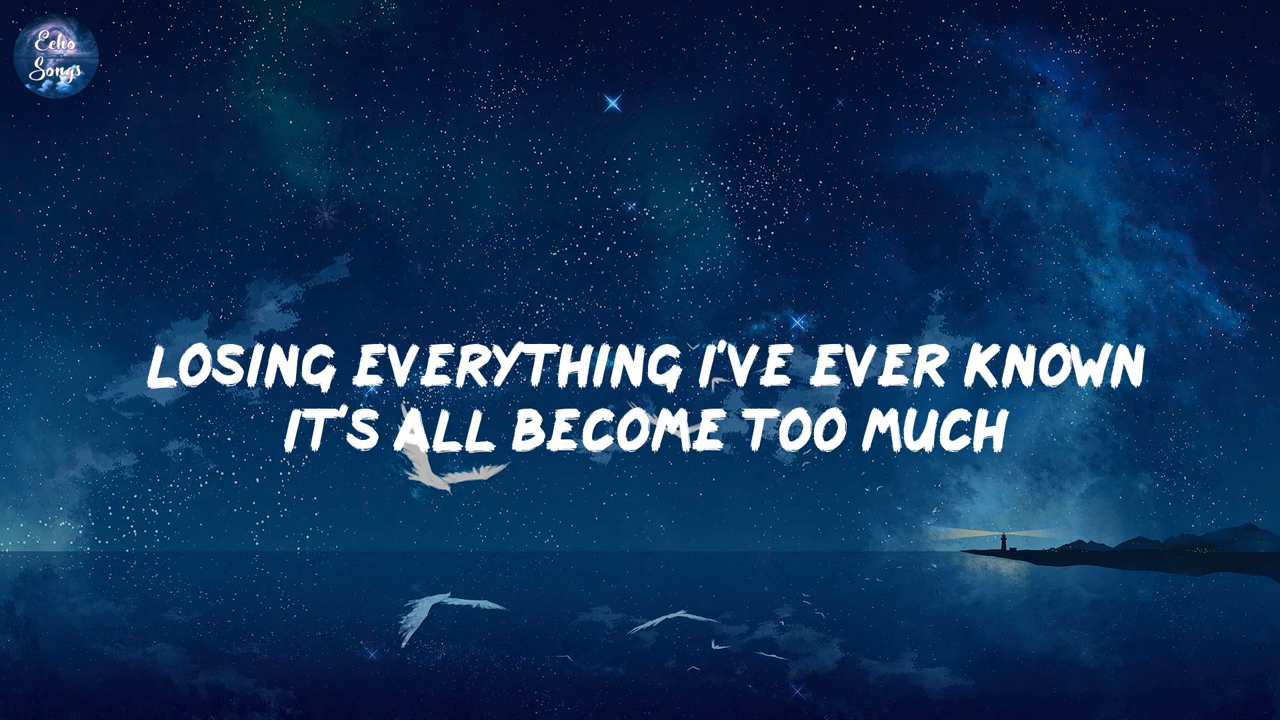 Echo
Songs
LOSING EVERYTHING I'VE EVER KNOWN
IT'S ALL BECOME TOO MUCH